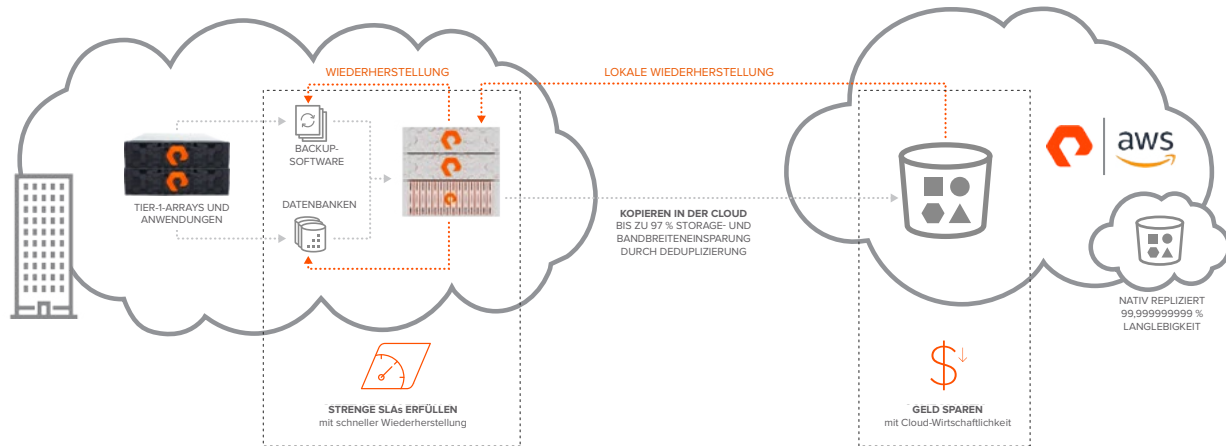 WIEDERHERSTELLUNG
LOKALE WIEDERHERSTELLUNG
BACKUP-
SOFTWARE
TIER-1-ARRAYS UND
ANWENDUNGEN
DATENBANKEN
KOPIEREN IN DER CLOUD
BIS ZU 97 % STORAGE- UND
BANDBREITENEINSPARUNG
DURCH DEDUPLIZIERUNG
aws
NATIV REPLIZIERT
99,999999999 %
LANGLEBIGKEIT
STRENGE SLAs ERFÜLLEN
mit schneller Wiederherstellung
$
GELD SPAREN
mit Cloud-Wirtschaftlichkeit